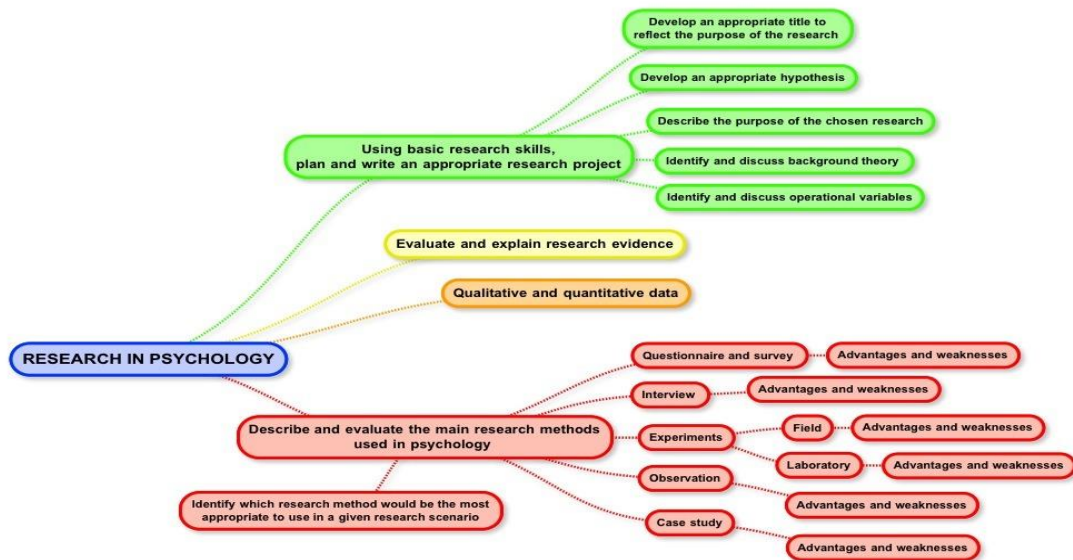 Develop an appropriate title to
reflect the purpose of the research
Develop an appropriate hypothesis
Describe the purpose of the chosen research
Using basic research skills,
plan and write an appropriate research project
Identify and discuss background theory
Identify and discuss operational variables
Evaluate and explain research evidence
Qualitative and quantitative data
RESEARCH IN PSYCHOLOGY
Questionnaire and survey
Advantages and weaknesses
Interview
Advantages and weaknesses
Describe and evaluate the main research methods
used in psychology
Experiments
Field
Advantages and weaknesses
Laboratory
Advantages and weaknesses
Observation
Advantages and weaknesses
Identify which research method would be the most
appropriate to use in a given research scenario
Case study
Advantages and weaknesses